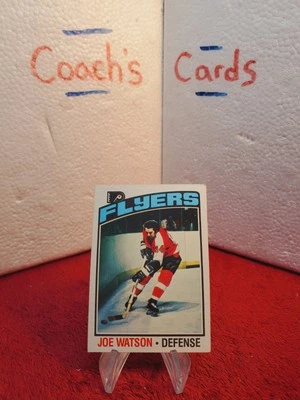 Coach's Cards
FLYERS
JOE WATSON • DEFENSE